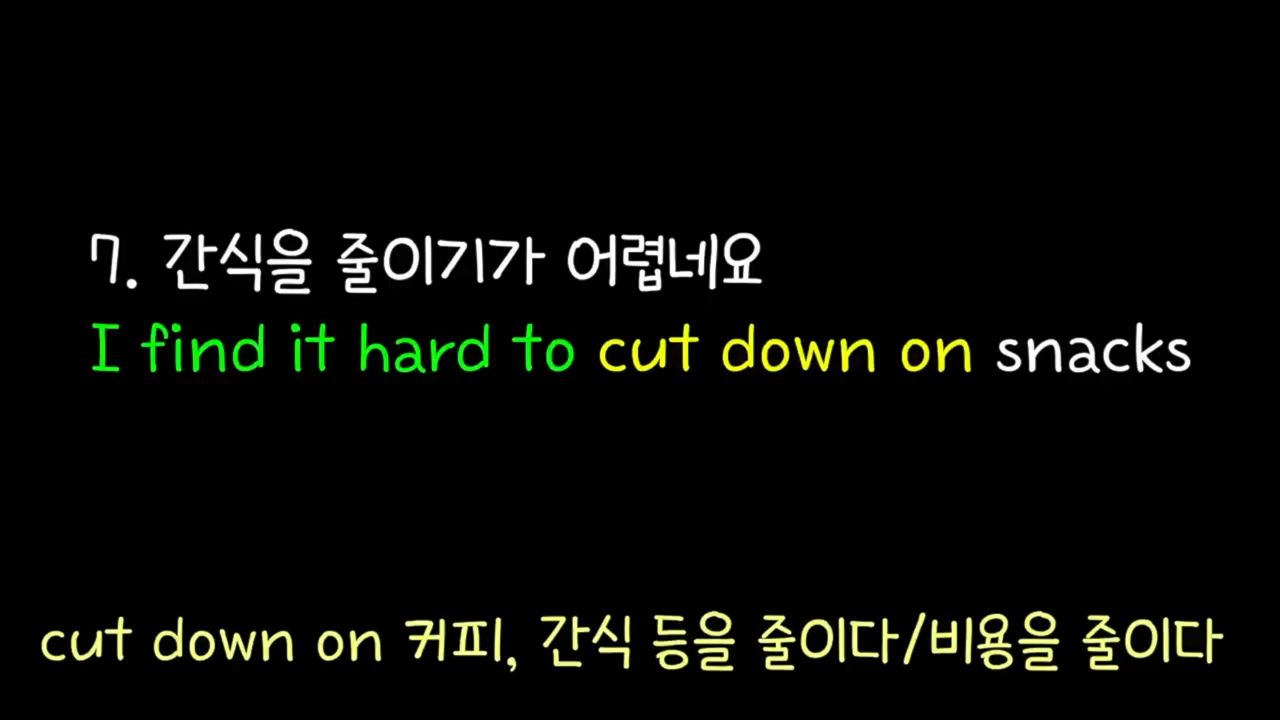 7. 간식을 줄이기가 어렵네요
I find it hard to cut down on snacks
cut down on 커피, 간식 등을 줄이다/비용을 줄이다